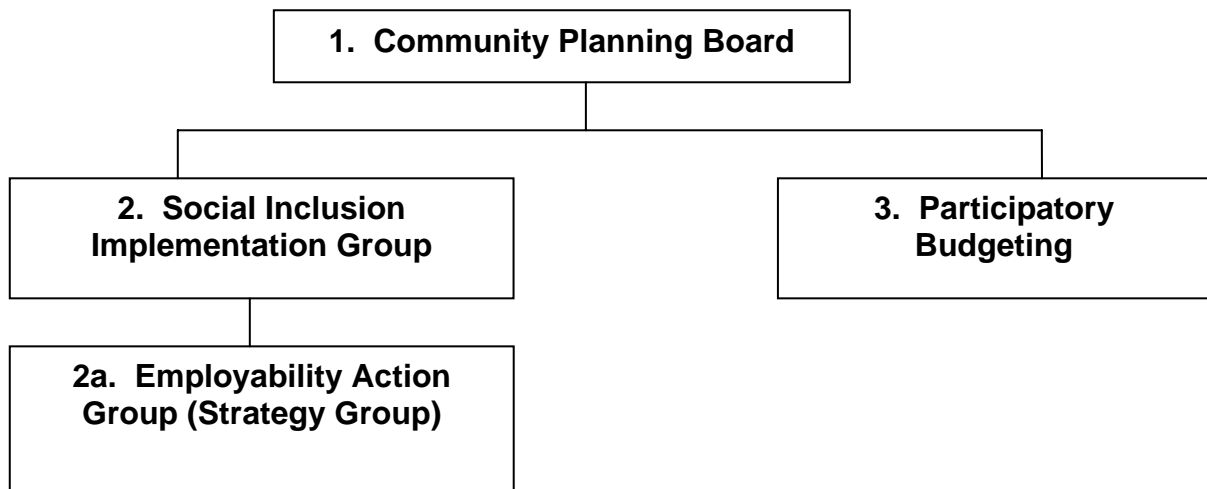 1. Community Planning Board
2. Social Inclusion
Implementation Group
3. Participatory
Budgeting
2a. Employability Action
Group (Strategy Group)